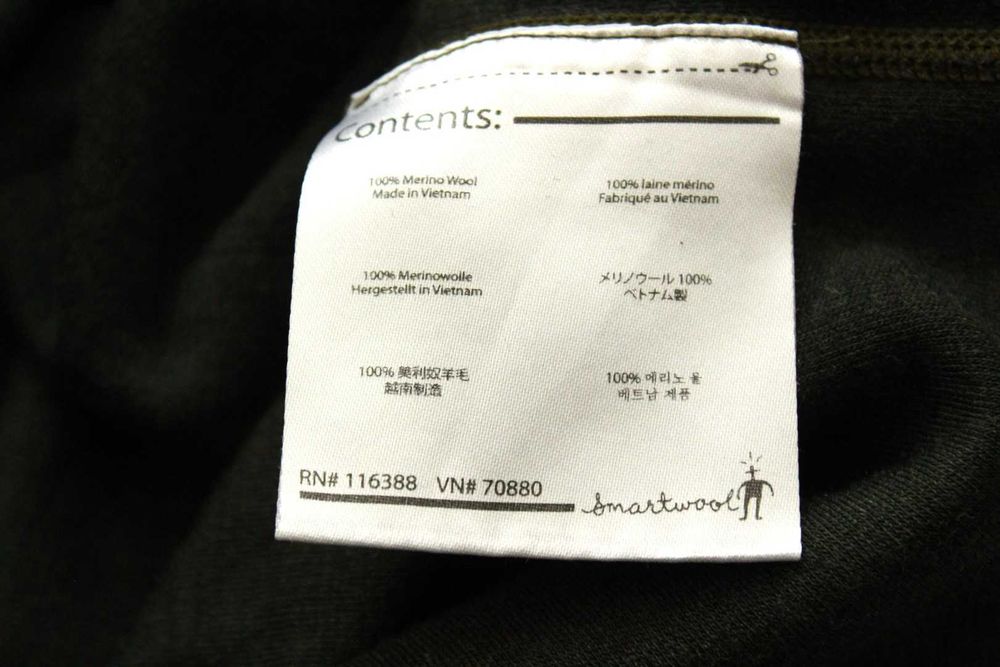 Contents:
100% Merino Wool
Made in Vietnam
100% laine mérino
Fabriqué au Vietnam
100% Merinowolle
Hergestellt in Vietnam
メリノウール 100%
ベトナム製
100% 美利奴羊毛
越南制造
100% 메리노 울
베트남 제품
RN# 116388 VN# 70880
smartwool